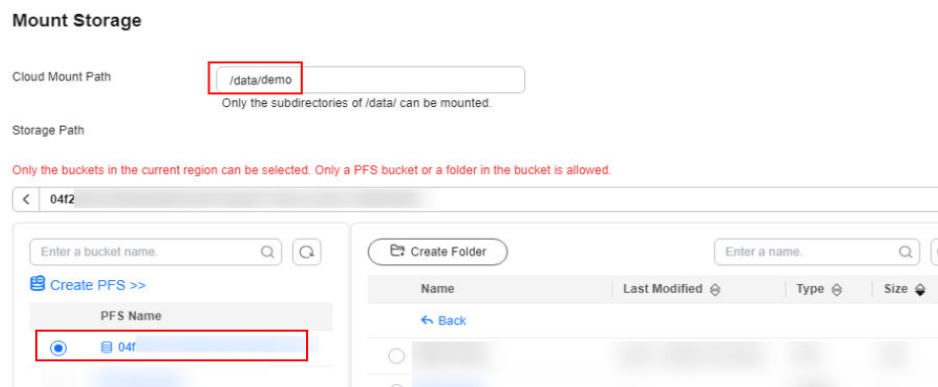 Mount Storage
Cloud Mount Path
/data/demo
Only the subdirectories of /data/ can be mounted.
Storage Path
Only the buckets in the current region can be selected. Only a PFS bucket or a folder in the bucket is allowed.
04f2
Enter a bucket name.
Create Folder
Enter a name.
Create PFS >>
Name Last Modified Type Size
PFS Name
Back
04f